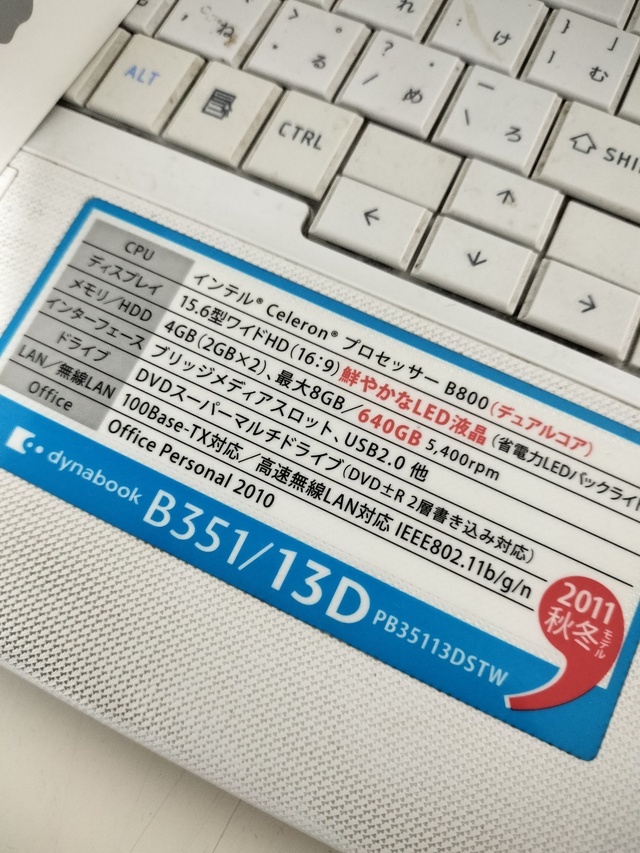 れ
、 ね
> 。
. る
? ・
/ め
け
} 」
] む
_
\ ろ
ALT
CTRL
⇧ SHI
←
↑
↓
→
CPU インテル® Celeron® プロセッサー B800 (デュアルコア)
ディスプレイ 15.6型ワイドHD(16:9) 鮮やかなLED液晶 (省電力LEDバックライト
メモリ/HDD 4GB(2GB×2)、最大8GB/640GB 5,400rpm
インターフェース ブリッジメディアスロット、USB2.0 他
ドライブ DVDスーパーマルチドライブ(DVD±R 2層書き込み対応)
LAN/無線LAN 100Base-TX対応/高速無線LAN対応 IEEE802.11b/g/n
Office Office Personal 2010
dynabook B351/13D PB35113DSTW
2011
秋冬モデル